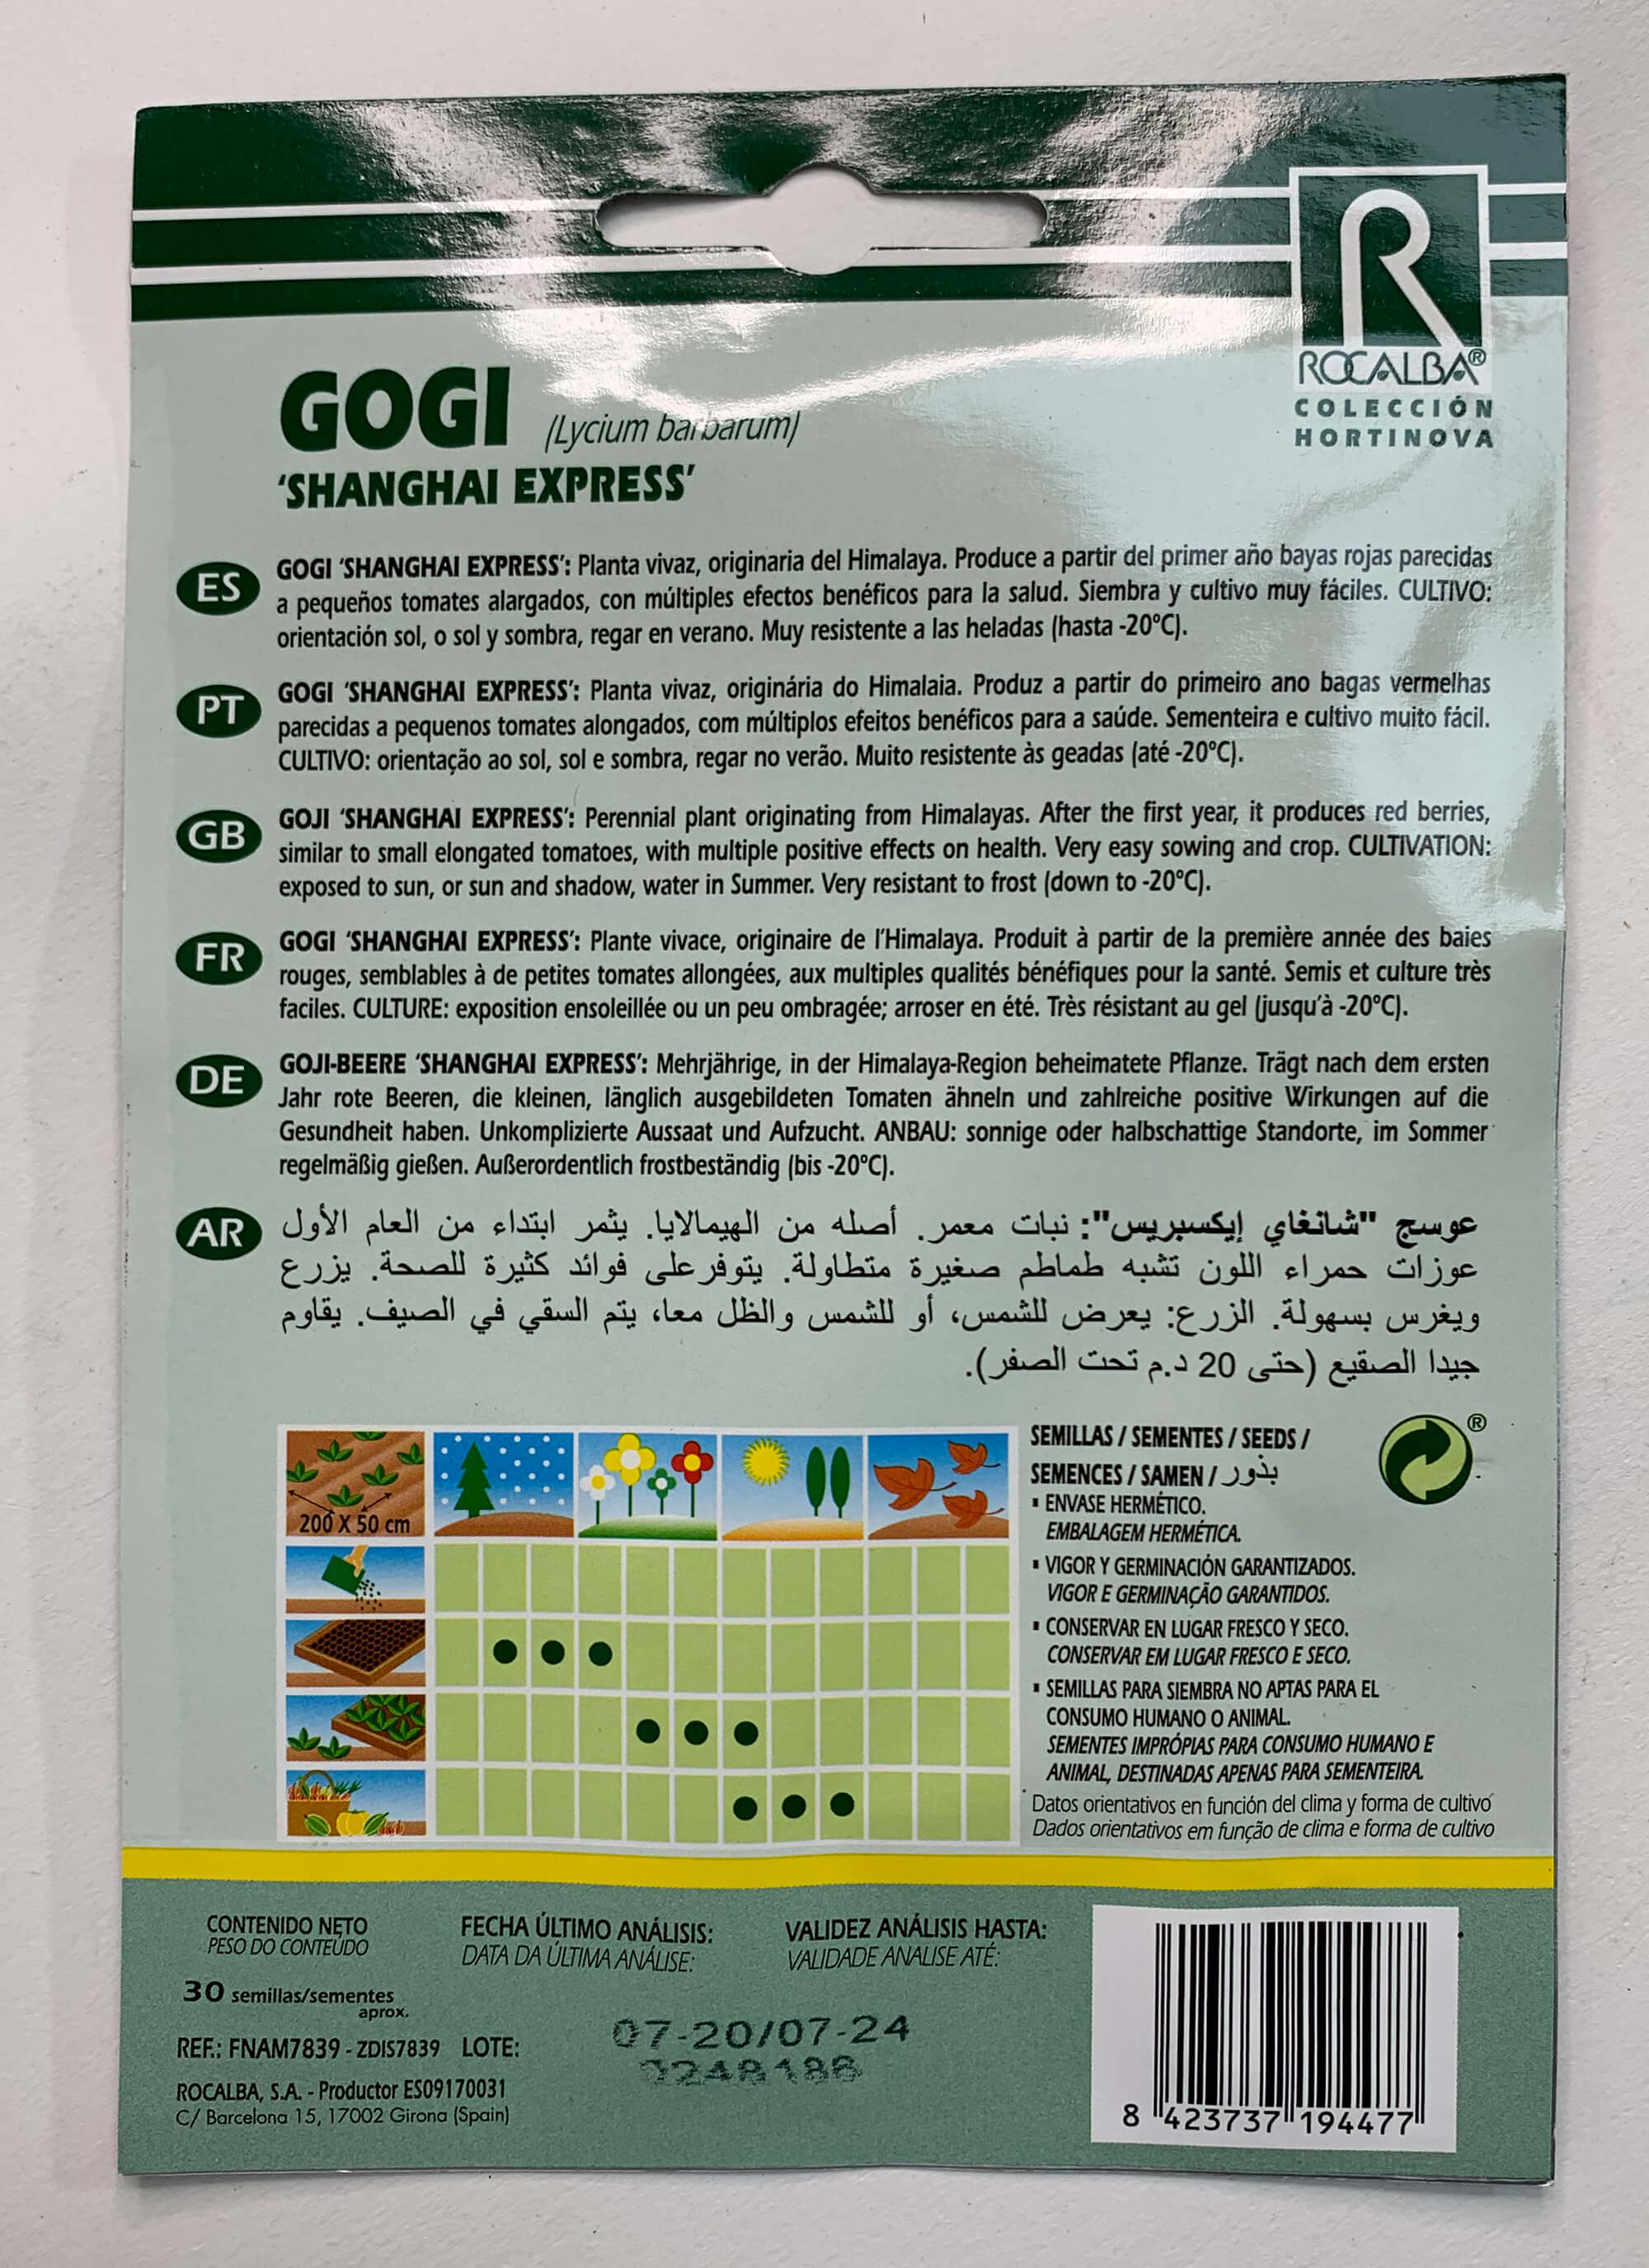 R
ROCALBA®
COLECCIÓN
HORTINOVA
GOGI (Lycium barbarum)
‘SHANGHAI EXPRESS’
ES
GOGI ‘SHANGHAI EXPRESS’: Planta vivaz, originaria del Himalaya. Produce a partir del primer año bayas rojas parecidas
a pequeños tomates alargados, con múltiples efectos benéficos para la salud. Siembra y cultivo muy fáciles. CULTIVO:
orientación sol, o sol y sombra, regar en verano. Muy resistente a las heladas (hasta -20ºC).
PT
GOGI ‘SHANGHAI EXPRESS’: Planta vivaz, originária do Himalaia. Produz a partir do primeiro ano bagas vermelhas
parecidas a pequenos tomates alongados, com múltiplos efeitos benéficos para a saúde. Sementeira e cultivo muito fácil.
CULTIVO: orientação ao sol, sol e sombra, regar no verão. Muito resistente às geadas (até -20ºC).
GB
GOJI ‘SHANGHAI EXPRESS’: Perennial plant originating from Himalayas. After the first year, it produces red berries,
similar to small elongated tomatoes, with multiple positive effects on health. Very easy sowing and crop. CULTIVATION:
exposed to sun, or sun and shadow, water in Summer. Very resistant to frost (down to -20ºC).
FR
GOGI ‘SHANGHAI EXPRESS’: Plante vivace, originaire de l’Himalaya. Produit à partir de la première année des baies
rouges, semblables à de petites tomates allongées, aux multiples qualités bénéfiques pour la santé. Semis et culture très
faciles. CULTURE: exposition ensoleillée ou un peu ombragée; arroser en été. Très résistant au gel (jusqu’à -20ºC).
DE
GOJI-BEERE ‘SHANGHAI EXPRESS’: Mehrjährige, in der Himalaya-Region beheimatete Pflanze. Trägt nach dem ersten
Jahr rote Beeren, die kleinen, länglich ausgebildeten Tomaten ähneln und zahlreiche positive Wirkungen auf die
Gesundheit haben. Unkomplizierte Aussaat und Aufzucht. ANBAU: sonnige oder halbschattige Standorte, im Sommer
regelmäßig gießen. Außerordentlich frostbeständig (bis -20ºC).
AR
عوسج "شانغاي إيكسبريس": نبات معمر. أصله من الهيمالايا. يثمر ابتداء من العام الأول
عوزات حمراء اللون تشبه طماطم صغيرة متطاولة. يتوفر على فوائد كثيرة للصحة. يزرع
ويغرس بسهولة. الزرع: يعرض للشمس، أو للشمس والظل معا، يتم السقي في الصيف. يقاوم
جيدا الصقيع (حتى 20 د.م تحت الصفر).
200 X 50 cm
SEMILLAS / SEMENTES / SEEDS /
SEMENCES / SAMEN / بذور
®
▪ ENVASE HERMÉTICO.
EMBALAGEM HERMÉTICA.
▪ VIGOR Y GERMINACIÓN GARANTIZADOS.
VIGOR E GERMINAÇÃO GARANTIDOS.
▪ CONSERVAR EN LUGAR FRESCO Y SECO.
CONSERVAR EM LUGAR FRESCO E SECO.
▪ SEMILLAS PARA SIEMBRA NO APTAS PARA EL
CONSUMO HUMANO O ANIMAL.
SEMENTES IMPRÓPIAS PARA CONSUMO HUMANO E
ANIMAL, DESTINADAS APENAS PARA SEMENTEIRA.
Datos orientativos en función del clima y forma de cultivo
Dados orientativos em função de clima e forma de cultivo
CONTENIDO NETO
PESO DO CONTEÚDO
30 semillas/sementes
aprox.
FECHA ÚLTIMO ANÁLISIS:
DATA DA ÚLTIMA ANÁLISE:
VALIDEZ ANÁLISIS HASTA:
VALIDADE ANALISE ATÉ:
07-20/07-24
REF.: FNAM7839 - ZDIS7839 LOTE:
ROCALBA, S.A. - Productor ES09170031
C/ Barcelona 15, 17002 Girona (Spain)
8 423737 194477